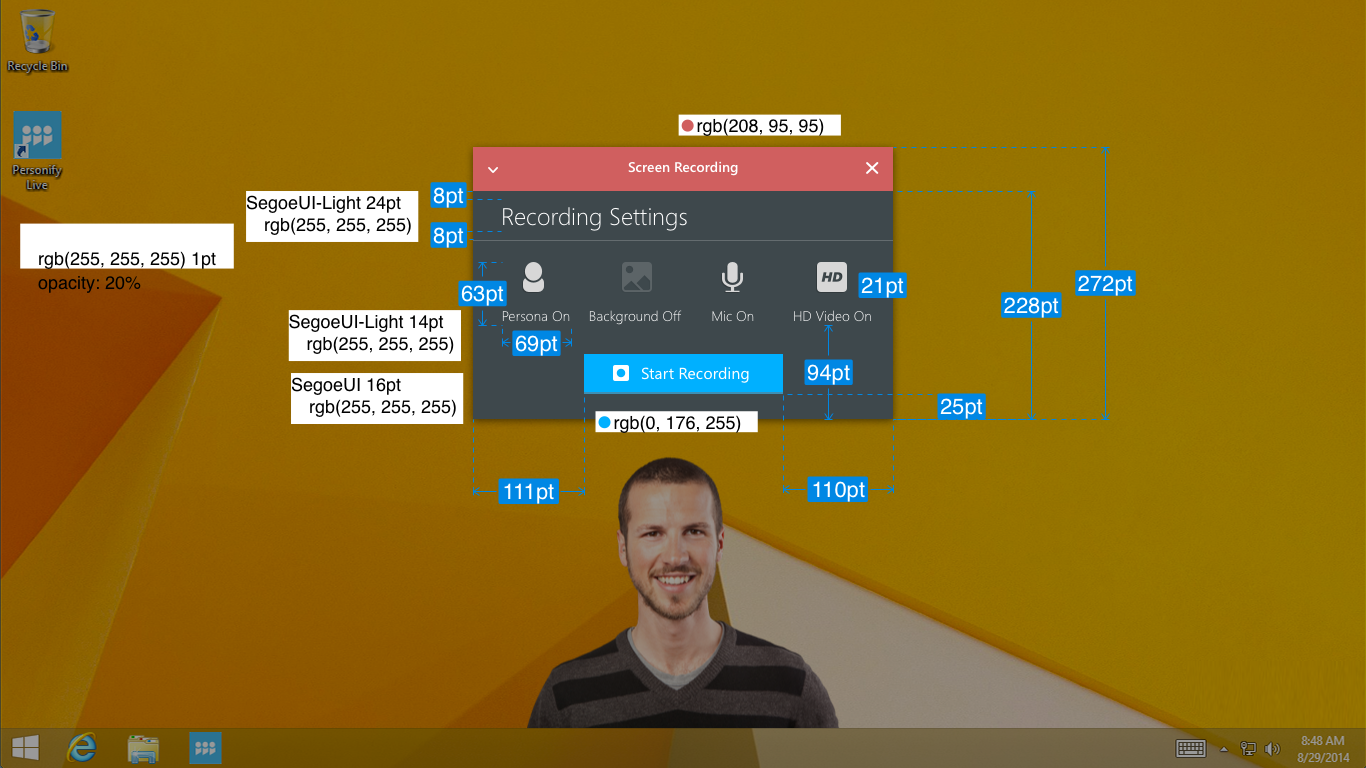 Recycle Bin
Personify
Live
rgb(208, 95, 95)
Screen Recording
SegoeUI-Light 24pt
rgb(255, 255, 255)
8pt
8pt
Recording Settings
rgb(255, 255, 255) 1pt
opacity: 20%
63pt
HD
21pt
272pt
228pt
Persona On
Background Off
Mic On
HD Video On
SegoeUI-Light 14pt
rgb(255, 255, 255)
69pt
Start Recording
94pt
SegoeUI 16pt
rgb(255, 255, 255)
25pt
rgb(0, 176, 255)
111pt
110pt
8:48 AM
8/29/2014